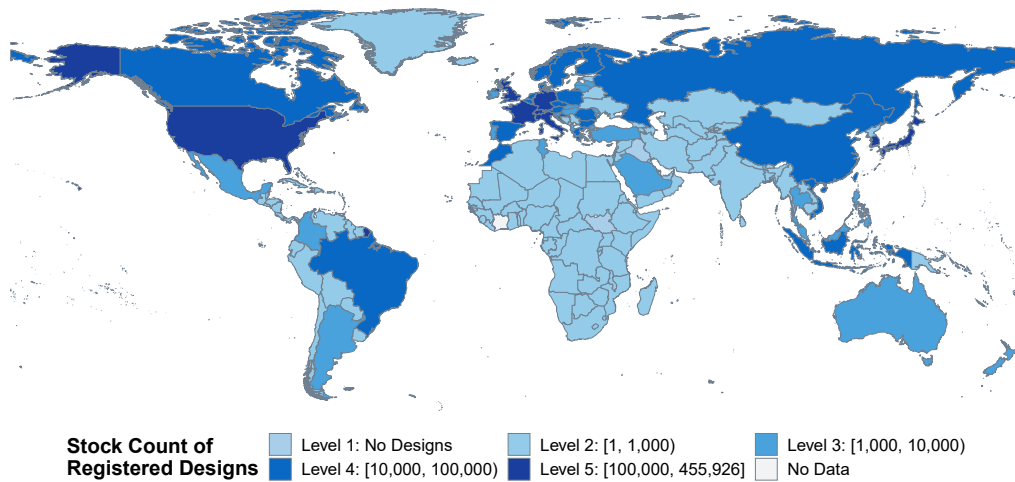 Stock Count of
Registered Designs
Level 1: No Designs
Level 2: [1, 1,000)
Level 3: [1,000, 10,000)
Level 4: [10,000, 100,000)
Level 5: [100,000, 455,926]
No Data